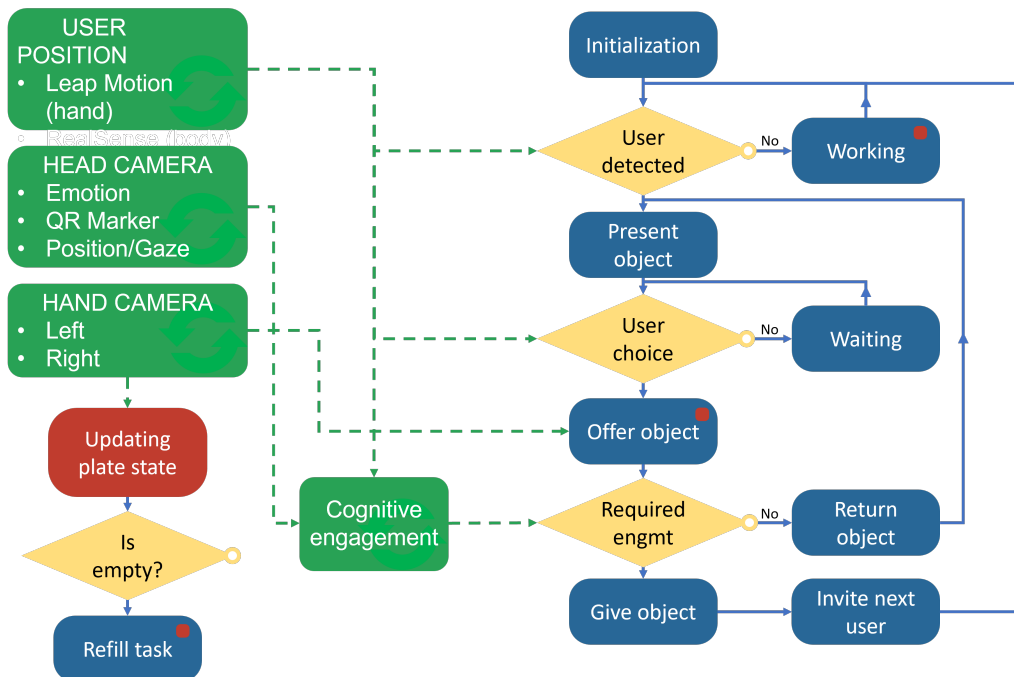 USER
POSITION
• Leap Motion
(hand)
• RealSense (body)
HEAD CAMERA
• Emotion
• QR Marker
• Position/Gaze
HAND CAMERA
• Left
• Right
Updating
plate state
Is
empty?
Refill task
Cognitive
engagement
Initialization
User
detected
No
Working
Present
object
User
choice
No
Waiting
Offer object
Required
engmt
No
Return
object
Give object
Invite next
user